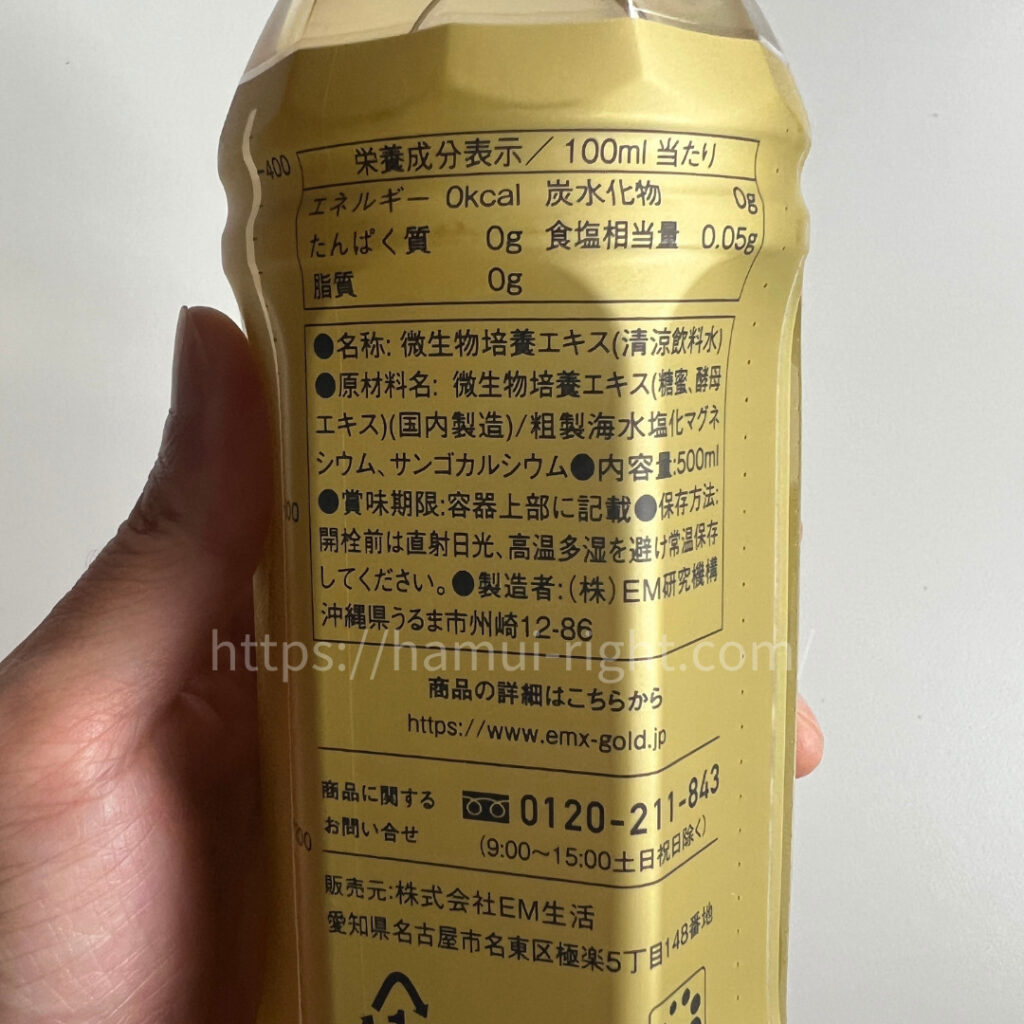 栄養成分表示／100ml当たり
エネルギー 0kcal 炭水化物 0g
たんぱく質 0g 食塩相当量 0.05g
脂質 0g
-400
●名称: 微生物培養エキス(清涼飲料水)
●原材料名: 微生物培養エキス(糖蜜、酵母
エキス)(国内製造)/粗製海水塩化マグネ
シウム、サンゴカルシウム●内容量:500ml
●賞味期限:容器上部に記載●保存方法:
開栓前は直射日光、高温多湿を避け常温保存
してください。●製造者:(株)EM研究機構
沖縄県うるま市州崎12-86
https://hamui-right.com/
商品の詳細はこちらから
https://www.emx-gold.jp
商品に関する
お問い合せ
0120-211-843
(9:00〜15:00土日祝日除く)
販売元:株式会社EM生活
愛知県名古屋市名東区極楽5丁目148番地
1